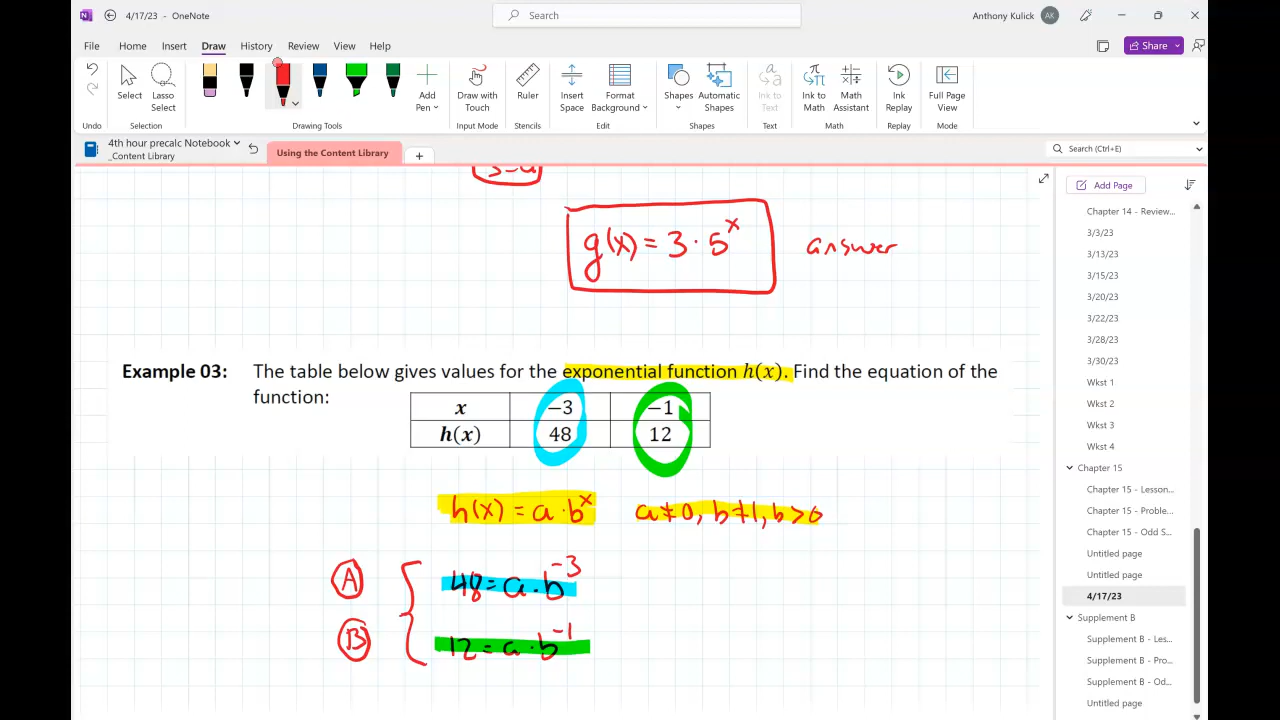 4/17/23 - OneNote
Search
Anthony Kulick
AK
File Home Insert Draw History Review View Help
Share
Undo
Select
Lasso Select
Add Pen
Draw with Touch
Ruler
Insert Space
Format Background
Shapes
Automatic Shapes
Ink to Text
Ink to Math
Math Assistant
Ink Replay
Full Page View
Undo Selection Drawing Tools Input Mode Stencils Edit Shapes Text Math Replay Mode
4th hour precalc Notebook
_Content Library
Using the Content Library
+
Search (Ctrl+E)
Add Page
g(x) = 3 · 5^x answer
Example 03: The table below gives values for the exponential function h(x). Find the equation of the
function:
x −3 −1
h(x) 48 12
h(x) = a · b^x a ≠ 0, b ≠ 1, b > 0
A 48 = a · b^-3
B 12 = a · b^-1
Chapter 14 - Review...
3/3/23
3/13/23
3/15/23
3/20/23
3/22/23
3/28/23
3/30/23
Wkst 1
Wkst 2
Wkst 3
Wkst 4
Chapter 15
Chapter 15 - Lesson...
Chapter 15 - Proble...
Chapter 15 - Odd S...
Untitled page
Untitled page
4/17/23
Supplement B
Supplement B - Les...
Supplement B - Pro...
Supplement B - Od...
Untitled page